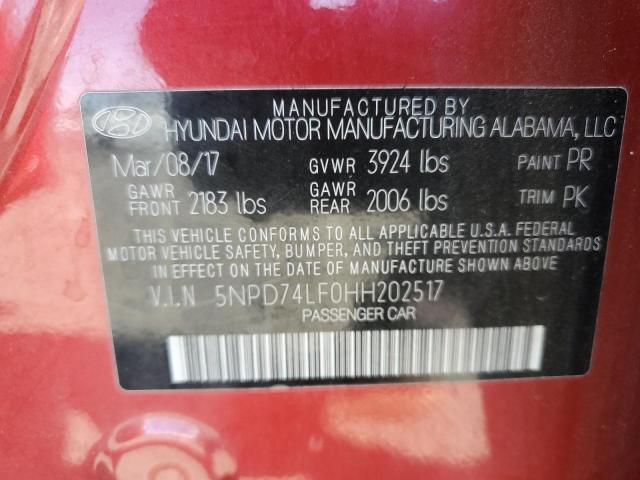 MANUFACTURED BY
HYUNDAI MOTOR MANUFACTURING ALABAMA, LLC
Mar/08/17 GVWR 3924 lbs PAINT PR
GAWR FRONT 2183 lbs GAWR REAR 2006 lbs TRIM PK
THIS VEHICLE CONFORMS TO ALL APPLICABLE U.S.A. FEDERAL
MOTOR VEHICLE SAFETY, BUMPER, AND THEFT PREVENTION STANDARDS
IN EFFECT ON THE DATE OF MANUFACTURE SHOWN ABOVE.
V.I.N 5NPD74LF0HH202517
PASSENGER CAR